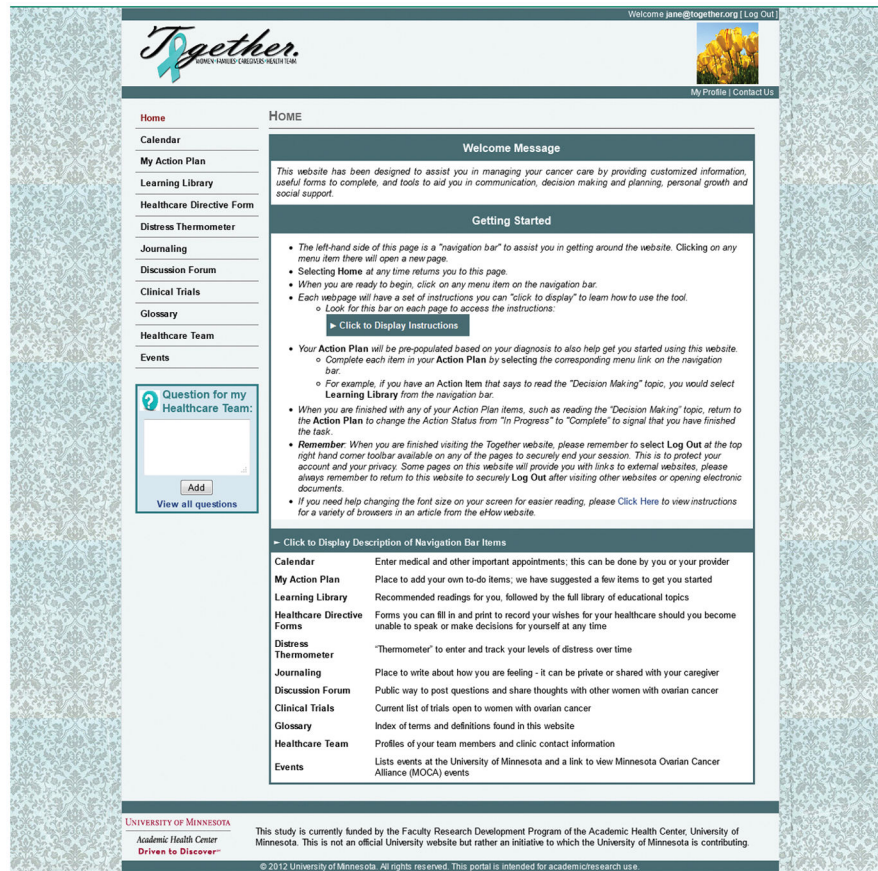 Welcome jane@together.org [ Log Out ]
Together.
WOMEN·FAMILIES·CAREGIVERS·HEALTH TEAM
My Profile | Contact Us
Home
Calendar
My Action Plan
Learning Library
Healthcare Directive Form
Distress Thermometer
Journaling
Discussion Forum
Clinical Trials
Glossary
Healthcare Team
Events
? Question for my
Healthcare Team:
Add
View all questions
HOME
Welcome Message
This website has been designed to assist you in managing your cancer care by providing customized information,
useful forms to complete, and tools to aid you in communication, decision making and planning, personal growth and
social support.
Getting Started
• The left-hand side of this page is a "navigation bar" to assist you in getting around the website. Clicking on any
menu item there will open a new page.
• Selecting Home at any time returns you to this page.
• When you are ready to begin, click on any menu item on the navigation bar.
• Each webpage will have a set of instructions you can "click to display" to learn how to use the tool.
o Look for this bar on each page to access the instructions:
► Click to Display Instructions
• Your Action Plan will be pre-populated based on your diagnosis to also help get you started using this website.
o Complete each item in your Action Plan by selecting the corresponding menu link on the navigation
bar.
o For example, if you have an Action Item that says to read the "Decision Making" topic, you would select
Learning Library from the navigation bar.
• When you are finished with any of your Action Plan items, such as reading the "Decision Making" topic, return to
the Action Plan to change the Action Status from "In Progress" to "Complete" to signal that you have finished
the task.
• Remember: When you are finished visiting the Together website, please remember to select Log Out at the top
right hand corner toolbar available on any of the pages to securely end your session. This is to protect your
account and your privacy. Some pages on this website will provide you with links to external websites, please
always remember to return to this website to securely Log Out after visiting other websites or opening electronic
documents.
• If you need help changing the font size on your screen for easier reading, please Click Here to view instructions
for a variety of browsers in an article from the eHow website.
► Click to Display Description of Navigation Bar Items
Calendar Enter medical and other important appointments; this can be done by you or your provider
My Action Plan Place to add your own to-do items; we have suggested a few items to get you started
Learning Library Recommended readings for you, followed by the full library of educational topics
Healthcare Directive Forms you can fill in and print to record your wishes for your healthcare should you become
Forms unable to speak or make decisions for yourself at any time
Distress
Thermometer "Thermometer" to enter and track your levels of distress over time
Journaling Place to write about how you are feeling - it can be private or shared with your caregiver
Discussion Forum Public way to post questions and share thoughts with other women with ovarian cancer
Clinical Trials Current list of trials open to women with ovarian cancer
Glossary Index of terms and definitions found in this website
Healthcare Team Profiles of your team members and clinic contact information
Events Lists events at the University of Minnesota and a link to view Minnesota Ovarian Cancer
Alliance (MOCA) events
UNIVERSITY OF MINNESOTA
Academic Health Center
Driven to Discover℠
This study is currently funded by the Faculty Research Development Program of the Academic Health Center, University of
Minnesota. This is not an official University website but rather an initiative to which the University of Minnesota is contributing.
© 2012 University of Minnesota. All rights reserved. This portal is intended for academic/research use.